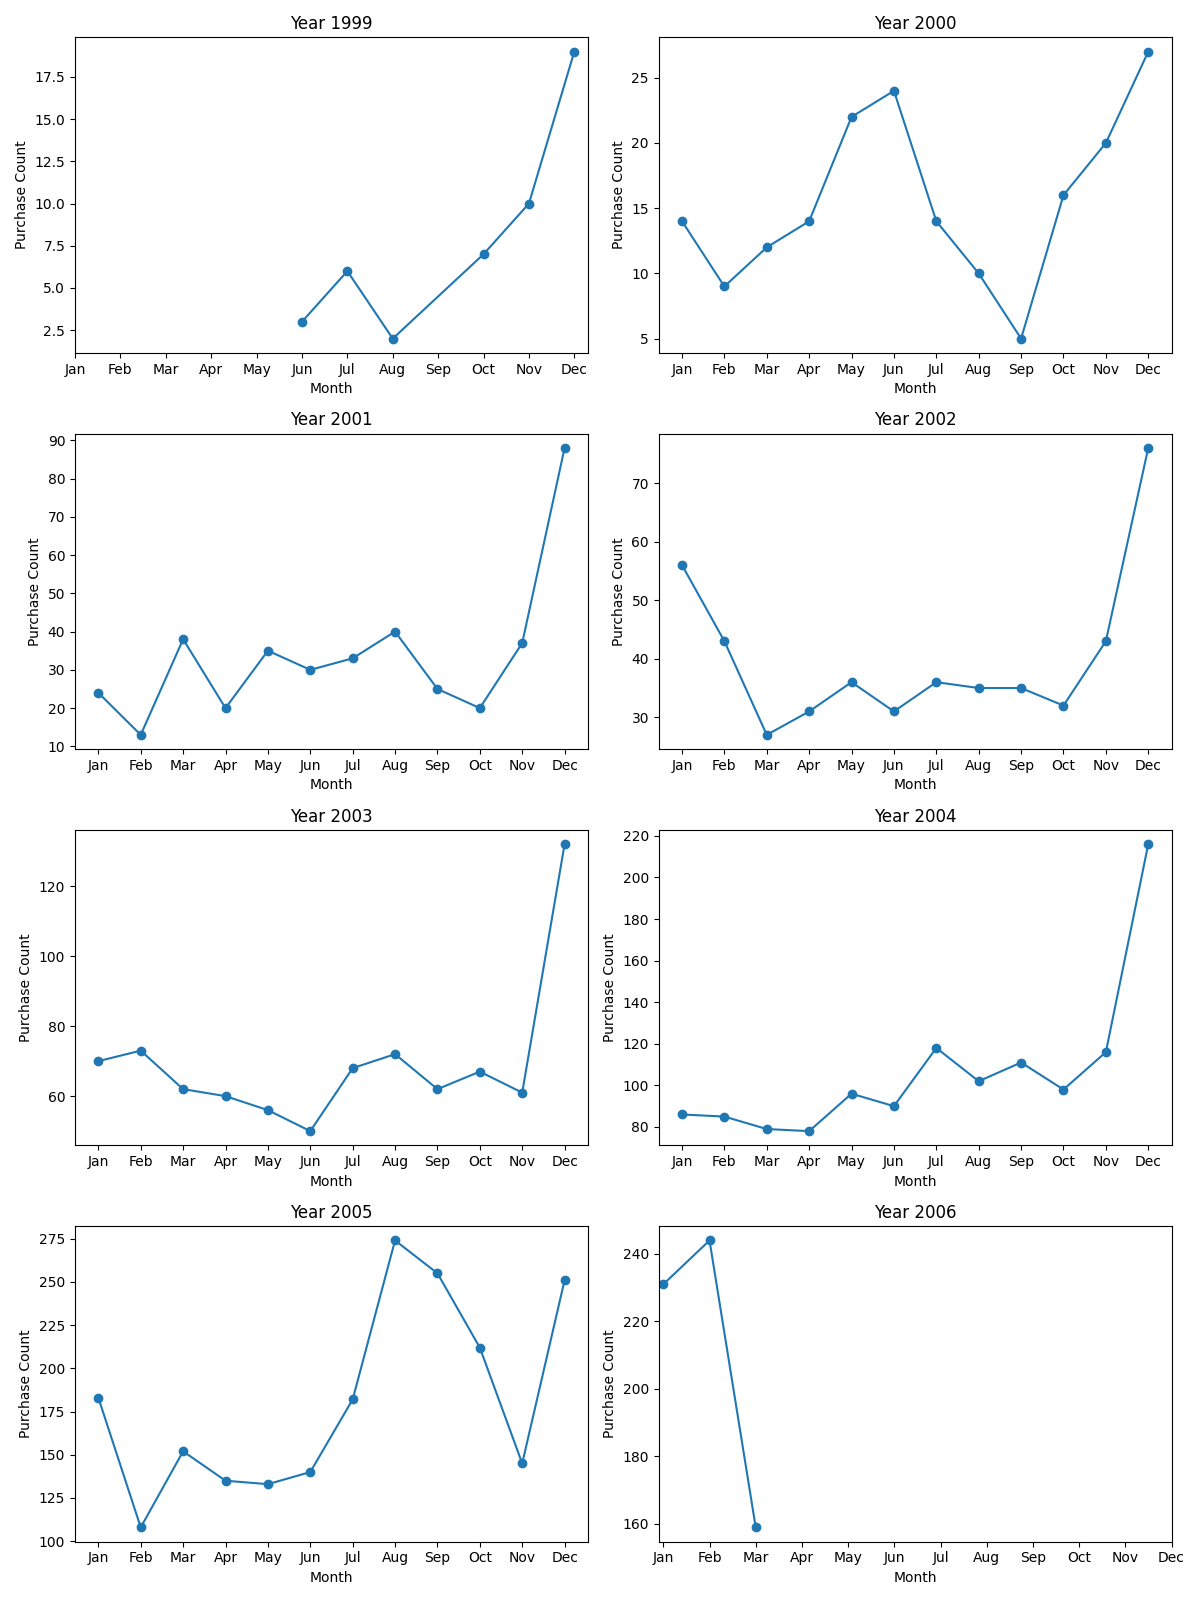 Year 1999
17.5
15.0
12.5
10.0
7.5
5.0
2.5
Purchase Count
Jan Feb Mar Apr May Jun Jul Aug Sep Oct Nov Dec
Month
Year 2000
25
20
15
10
5
Purchase Count
Jan Feb Mar Apr May Jun Jul Aug Sep Oct Nov Dec
Month
Year 2001
90
80
70
60
50
40
30
20
10
Purchase Count
Jan Feb Mar Apr May Jun Jul Aug Sep Oct Nov Dec
Month
Year 2002
70
60
50
40
30
Purchase Count
Jan Feb Mar Apr May Jun Jul Aug Sep Oct Nov Dec
Month
Year 2003
120
100
80
60
Purchase Count
Jan Feb Mar Apr May Jun Jul Aug Sep Oct Nov Dec
Month
Year 2004
220
200
180
160
140
120
100
80
Purchase Count
Jan Feb Mar Apr May Jun Jul Aug Sep Oct Nov Dec
Month
Year 2005
275
250
225
200
175
150
125
100
Purchase Count
Jan Feb Mar Apr May Jun Jul Aug Sep Oct Nov Dec
Month
Year 2006
240
220
200
180
160
Purchase Count
Jan Feb Mar Apr May Jun Jul Aug Sep Oct Nov Dec
Month